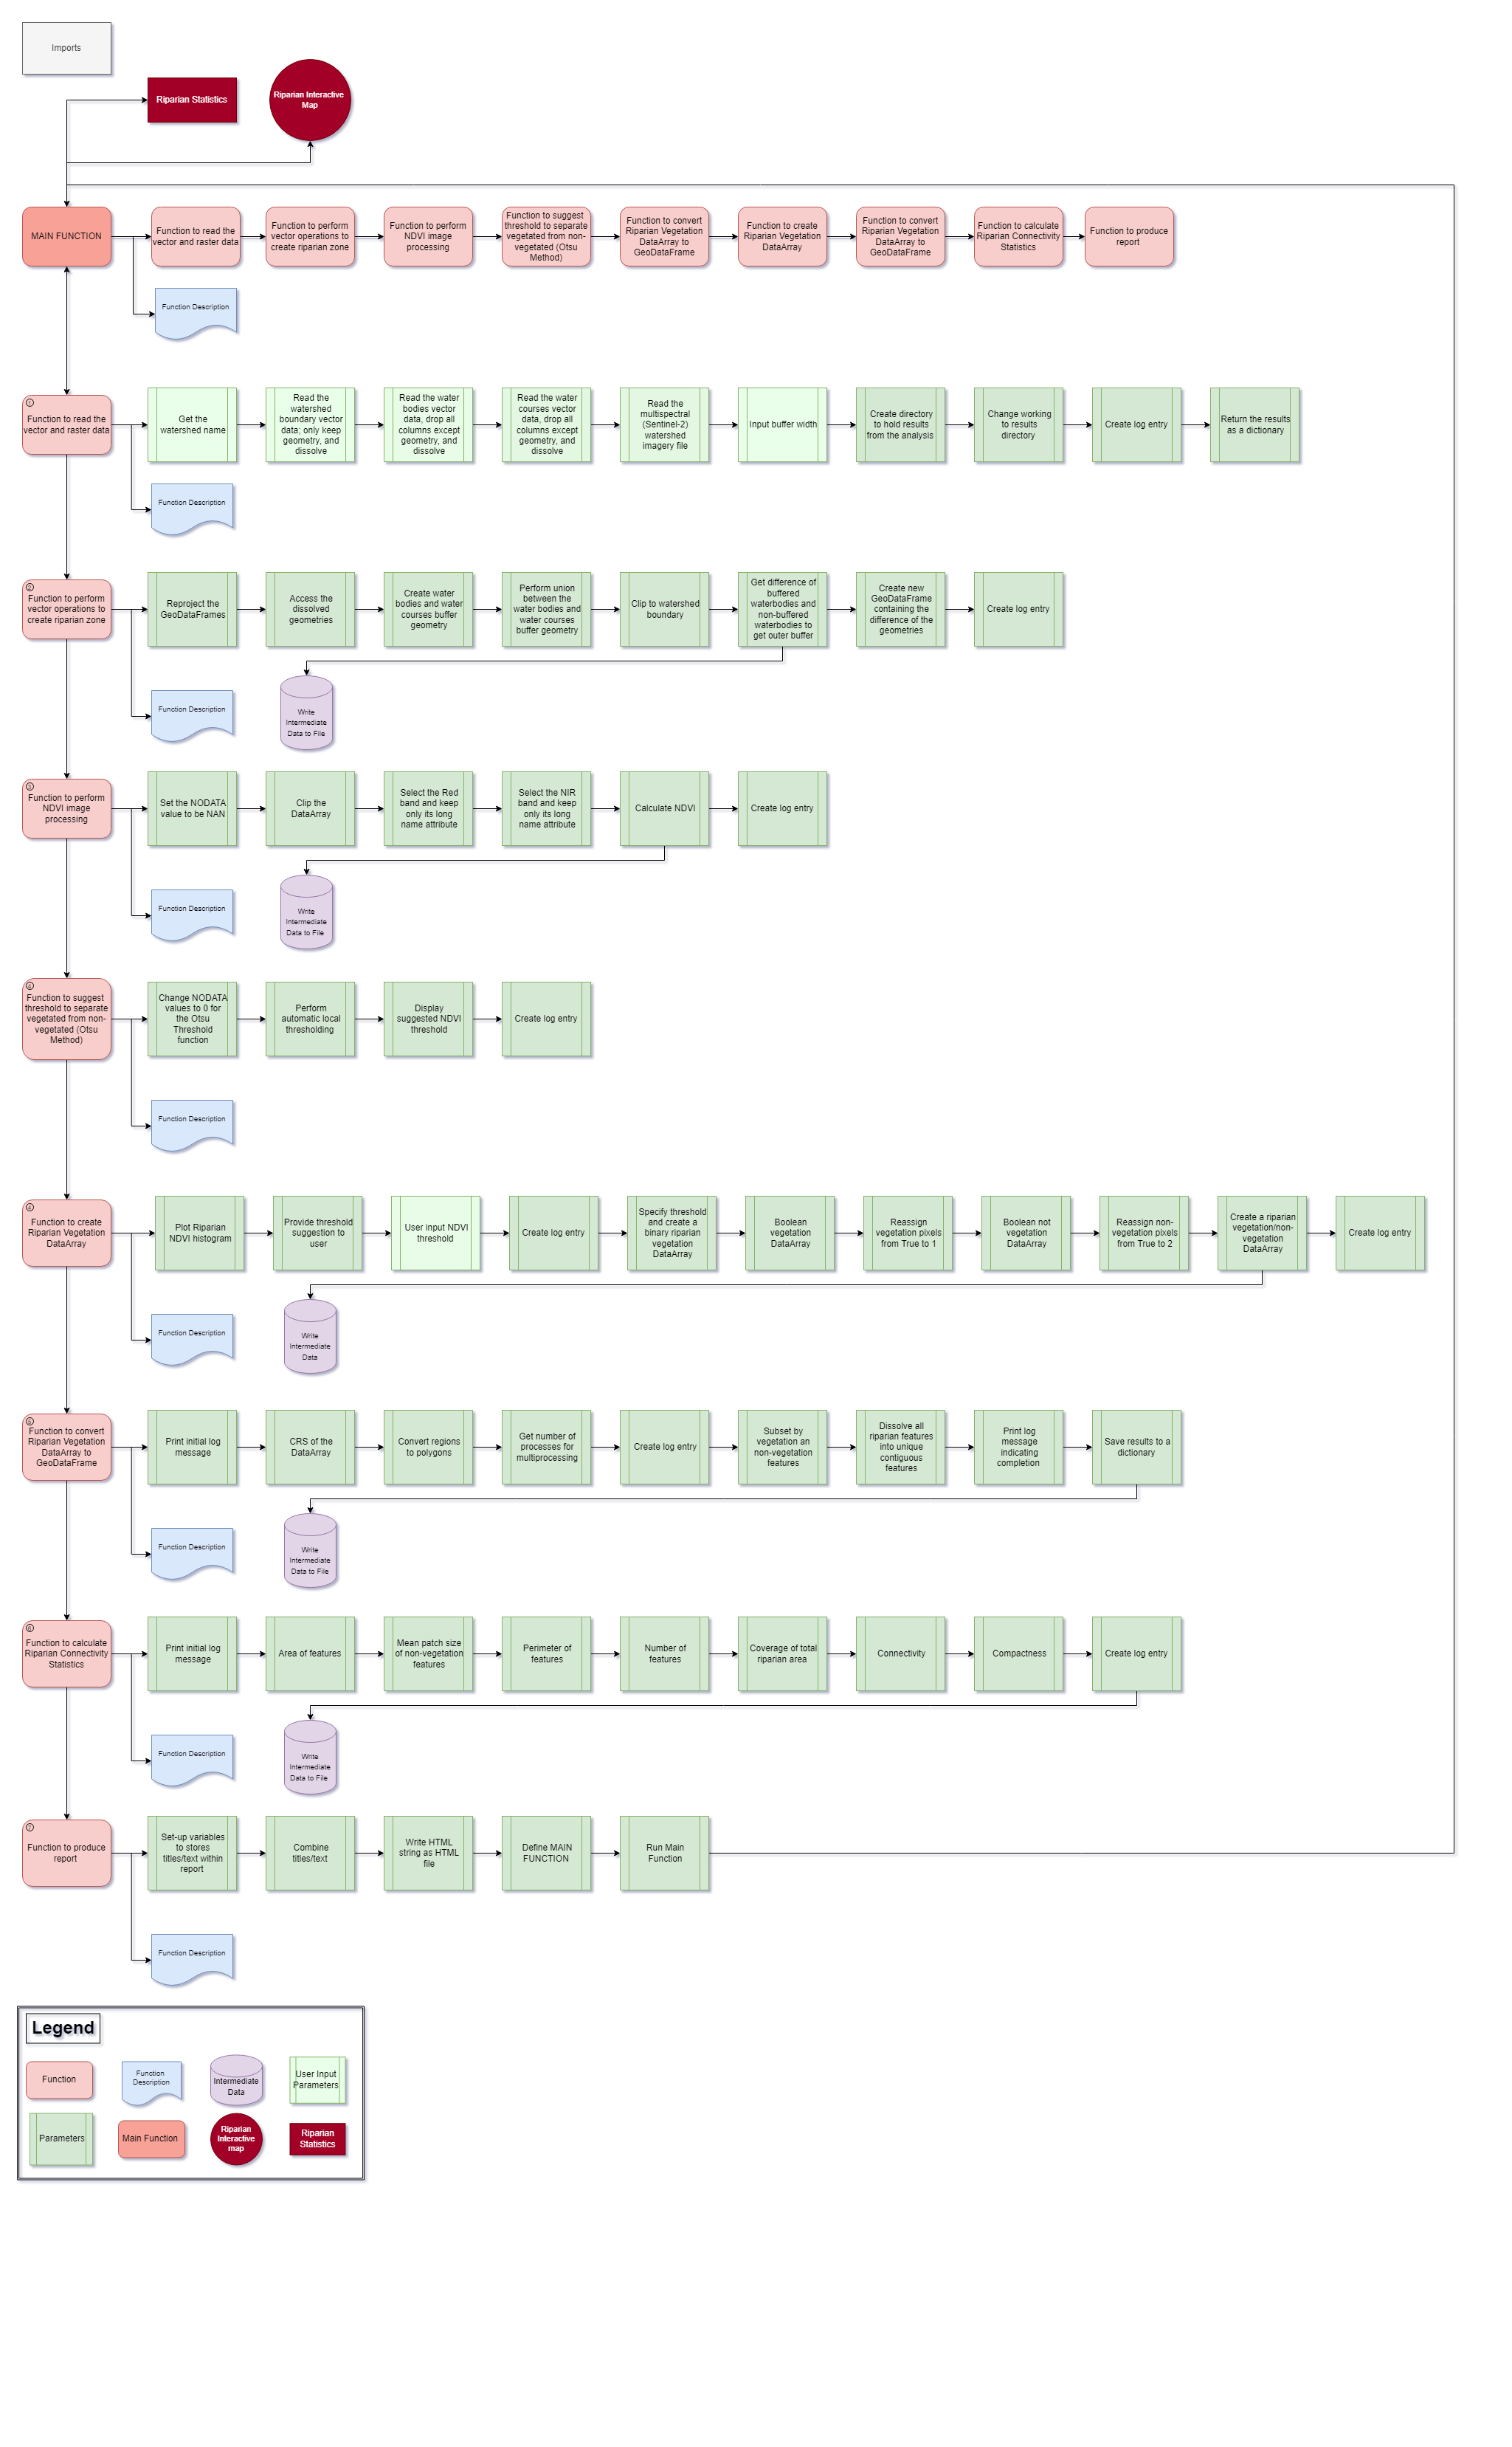 Imports
Riparian Statistics
Riparian Interactive
Map
MAIN FUNCTION
Function to read the
vector and raster data
Function to perform
vector operations to
create riparian zone
Function to perform
NDVI image
processing
Function to suggest
threshold to separate
vegetated from non-
vegetated (Otsu
Method)
Function to convert
Riparian Vegetation
DataArray to
GeoDataFrame
Function to create
Riparian Vegetation
DataArray
Function to convert
Riparian Vegetation
DataArray to
GeoDataFrame
Function to calculate
Riparian Connectivity
Statistics
Function to produce
report
Function Description
1
Function to read the
vector and raster data
Get the
watershed name
Read the
watershed
boundary vector
data, only keep
geometry, and
dissolve
Read the water
bodies vector
data, drop all
columns except
geometry, and
dissolve
Read the water
courses vector
data, drop all
columns except
geometry, and
dissolve
Read the
multispectral
(Sentinel-2)
watershed
imagery file
Input buffer width
Create directory
to hold results
from the analysis
Change working
to results
directory
Create log entry
Return the results
as a dictionary
Function Description
2
Function to perform
vector operations to
create riparian zone
Reproject the
GeoDataFrames
Access the
dissolved
geometries
Create water
bodies and water
courses buffer
geometry
Perform union
between the
water bodies and
water courses
buffer geometry
Clip to watershed
boundary
Get difference of
buffered
waterbodies and
non-buffered
waterbodies to
get outer buffer
Create new
GeoDataFrame
containing the
difference of the
geometries
Create log entry
Function Description
Write
Intermediate
Data to File
3
Function to perform
NDVI image
processing
Set the NODATA
value to be NAN
Clip the
DataArray
Select the Red
band and keep
only its long
name attribute
Select the NIR
band and keep
only its long
name attribute
Calculate NDVI
Create log entry
Function Description
Write
Intermediate
Data to File
4
Function to suggest
threshold to separate
vegetated from non-
vegetated (Otsu
Method)
Change NODATA
values to 0 for
the Otsu
Threshold
function
Perform
automatic local
thresholding
Display
suggested NDVI
threshold
Create log entry
Function Description
4
Function to create
Riparian Vegetation
DataArray
Plot Riparian
NDVI histogram
Provide threshold
suggestion to
user
User input NDVI
threshold
Create log entry
Specify threshold
and create a
binary riparian
vegetation
DataArray
Boolean
vegetation
DataArray
Reassign
vegetation pixels
from True to 1
Boolean not
vegetation
DataArray
Reassign non-
vegetation pixels
from True to 2
Create a riparian
vegetation/non-
vegetation
DataArray
Create log entry
Function Description
Write
Intermediate
Data
5
Function to convert
Riparian Vegetation
DataArray to
GeoDataFrame
Print initial log
message
CRS of the
DataArray
Convert regions
to polygons
Get number of
processes for
multiprocessing
Create log entry
Subset by
vegetation an
non-vegetation
features
Dissolve all
riparian features
into unique
contiguous
features
Print log
message
indicating
completion
Save results to a
dictionary
Function Description
Write
Intermediate
Data to File
6
Function to calculate
Riparian Connectivity
Statistics
Print initial log
message
Area of features
Mean patch size
of non-vegetation
features
Perimeter of
features
Number of
features
Coverage of total
riparian area
Connectivity
Compactness
Create log entry
Function Description
Write
Intermediate
Data to File
7
Function to produce
report
Set-up variables
to stores
titles/text within
report
Combine
titles/text
Write HTML
string as HTML
file
Define MAIN
FUNCTION
Run Main
Function
Function Description
Legend
Function
Function
Description
Intermediate
Data
User Input
Parameters
Parameters
Main Function
Riparian
Interactive
map
Riparian
Statistics